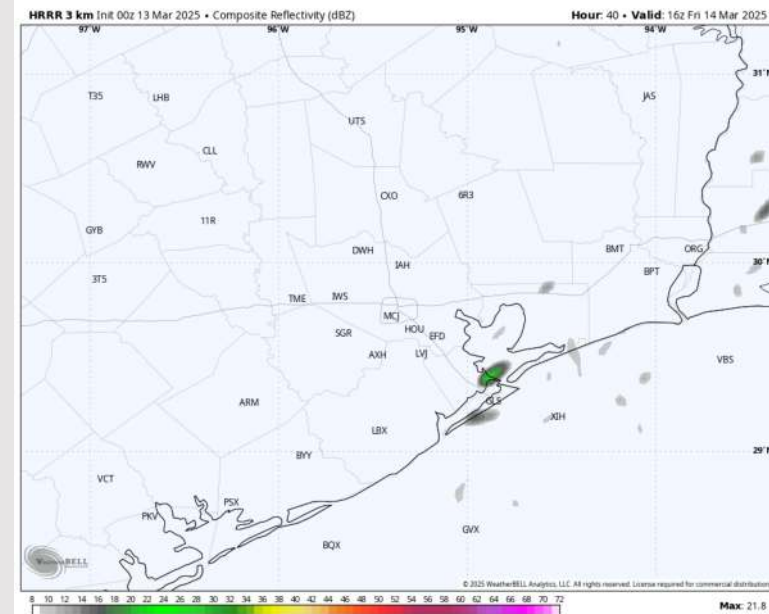 HRRR 3 km Init 00z 13 Mar 2025 • Composite Reflectivity (dBZ)
Hour: 40 • Valid: 16z Fri 14 Mar 2025
97°W 96°W 95°W 94°W
31°N
T35 LHB JAS
UTS
CLL
RWV
CXO 6R3
11R
GYB
DWH BMT ORG
IAH 30°N
BPT
3T5
TME IWS
MCJ
SGR HOU EFD
AXH LVJ VBS
ARM GLS
XIH
LBX
29°N
BYY
VCT
PSX
PKV
GVX
BQX
WeatherBELL
© 2025 WeatherBELL Analytics, LLC. All rights reserved. License required for commercial distribution
8 10 12 14 16 18 20 22 24 26 28 30 32 34 36 38 40 42 44 46 48 50 52 54 56 58 60 62 64 66 68 70 72
Max: 21.8